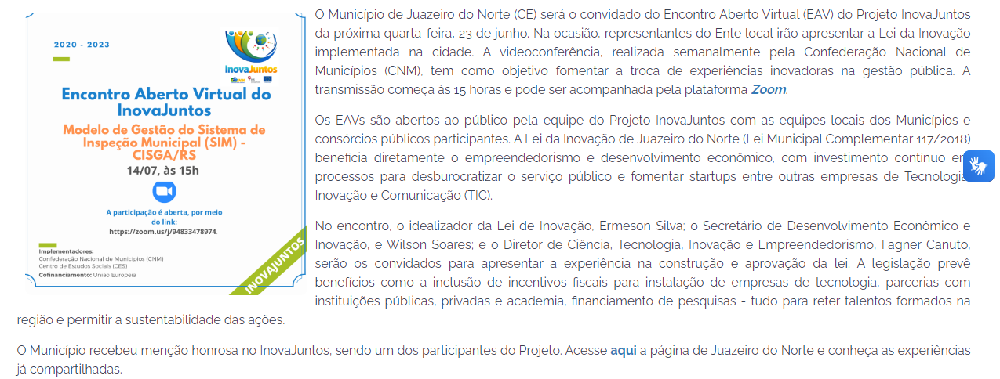 2020 - 2023
InovaJuntos
Encontro Aberto Virtual do
InovaJuntos
Modelo de Gestão do Sistema de
Inspeção Municipal (SIM) -
CISGA/RS
14/07, às 15h
A participação é aberta, por meio
do link:
https://zoom.us/j/94833478974.
Implementadores:
Confederação Nacional de Municípios (CNM)
Centro de Estudos Sociais (CES)
Cofinanciamento: União Europeia
INOVAJUNTOS
O Município de Juazeiro do Norte (CE) será o convidado do Encontro Aberto Virtual (EAV) do Projeto InovaJuntos
da próxima quarta-feira, 23 de junho. Na ocasião, representantes do Ente local irão apresentar a Lei da Inovação
implementada na cidade. A videoconferência, realizada semanalmente pela Confederação Nacional de
Municípios (CNM), tem como objetivo fomentar a troca de experiências inovadoras na gestão pública. A
transmissão começa às 15 horas e pode ser acompanhada pela plataforma Zoom.
Os EAVs são abertos ao público pela equipe do Projeto InovaJuntos com as equipes locais dos Municípios e
consórcios públicos participantes. A Lei da Inovação de Juazeiro do Norte (Lei Municipal Complementar 117/2018)
beneficia diretamente o empreendedorismo e desenvolvimento econômico, com investimento contínuo em
processos para desburocratizar o serviço público e fomentar startups entre outras empresas de Tecnologia
Inovação e Comunicação (TIC).
No encontro, o idealizador da Lei de Inovação, Ermeson Silva; o Secretário de Desenvolvimento Econômico e
Inovação, e Wilson Soares; e o Diretor de Ciência, Tecnologia, Inovação e Empreendedorismo, Fagner Canuto,
serão os convidados para apresentar a experiência na construção e aprovação da lei. A legislação prevê
benefícios como a inclusão de incentivos fiscais para instalação de empresas de tecnologia, parcerias com
instituições públicas, privadas e academia, financiamento de pesquisas - tudo para reter talentos formados na
região e permitir a sustentabilidade das ações.
O Município recebeu menção honrosa no InovaJuntos, sendo um dos participantes do Projeto. Acesse aqui a página de Juazeiro do Norte e conheça as experiências
já compartilhadas.